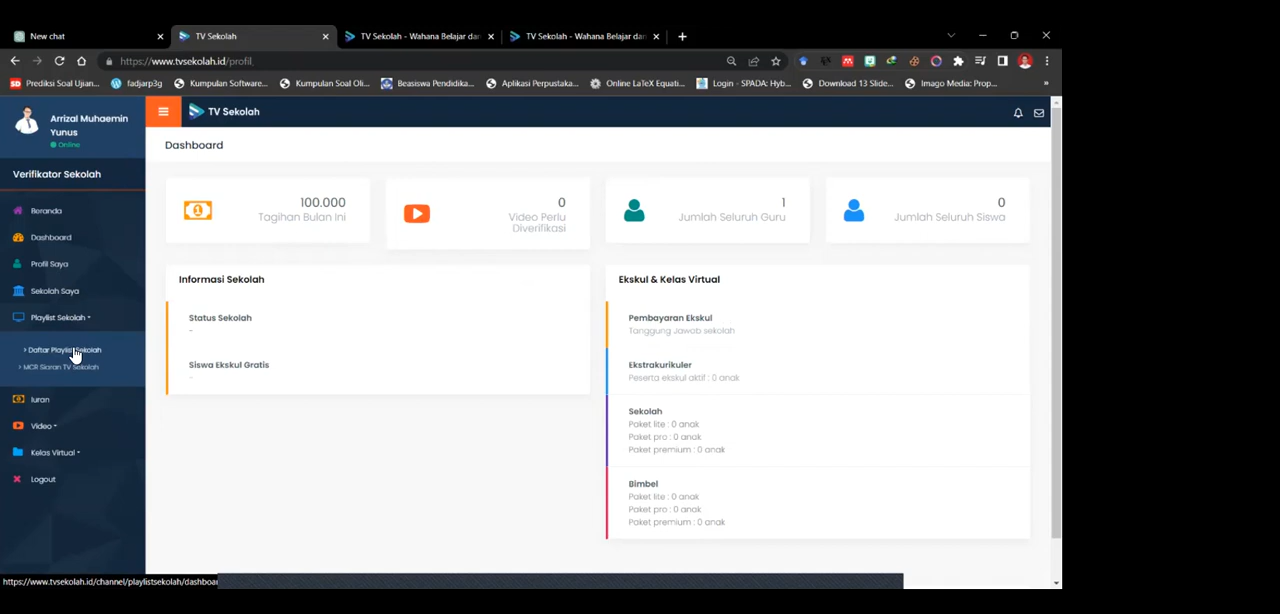 New chat
TV Sekolah
TV Sekolah - Wahana Belajar dan
TV Sekolah - Wahana Belajar dan
https://www.tvsekolah.id/profil
Prediksi Soal Ujian...
fadjarp3g
Kumpulan Software...
Kumpulan Soal Oli...
Beasiswa Pendidika...
Aplikasi Perpustaka...
Online LaTeX Equati...
Login - SPADA: Hyb...
Download 13 Slide...
Imago Media: Prop...
Arrizal Muhaemin
Yunus
Online
TV Sekolah
Verifikator Sekolah
Beranda
Dashboard
Profil Saya
Sekolah Saya
Playlist Sekolah
> Daftar Playlist Sekolah
> MCR Siaran TV Sekolah
Iuran
Video
Kelas Virtual
Logout
Dashboard
100.000
Tagihan Bulan Ini
0
Video Perlu
Diverifikasi
1
Jumlah Seluruh Guru
0
Jumlah Seluruh Siswa
Informasi Sekolah
Status Sekolah
-
Siswa Ekskul Gratis
-
Ekskul & Kelas Virtual
Pembayaran Ekskul
Tanggung Jawab sekolah
Ekstrakurikuler
Peserta ekskul aktif : 0 anak
Sekolah
Paket lite : 0 anak
Paket pro : 0 anak
Paket premium : 0 anak
Bimbel
Paket lite : 0 anak
Paket pro : 0 anak
Paket premium : 0 anak
https://www.tvsekolah.id/channel/playlistsekolah/dashboa